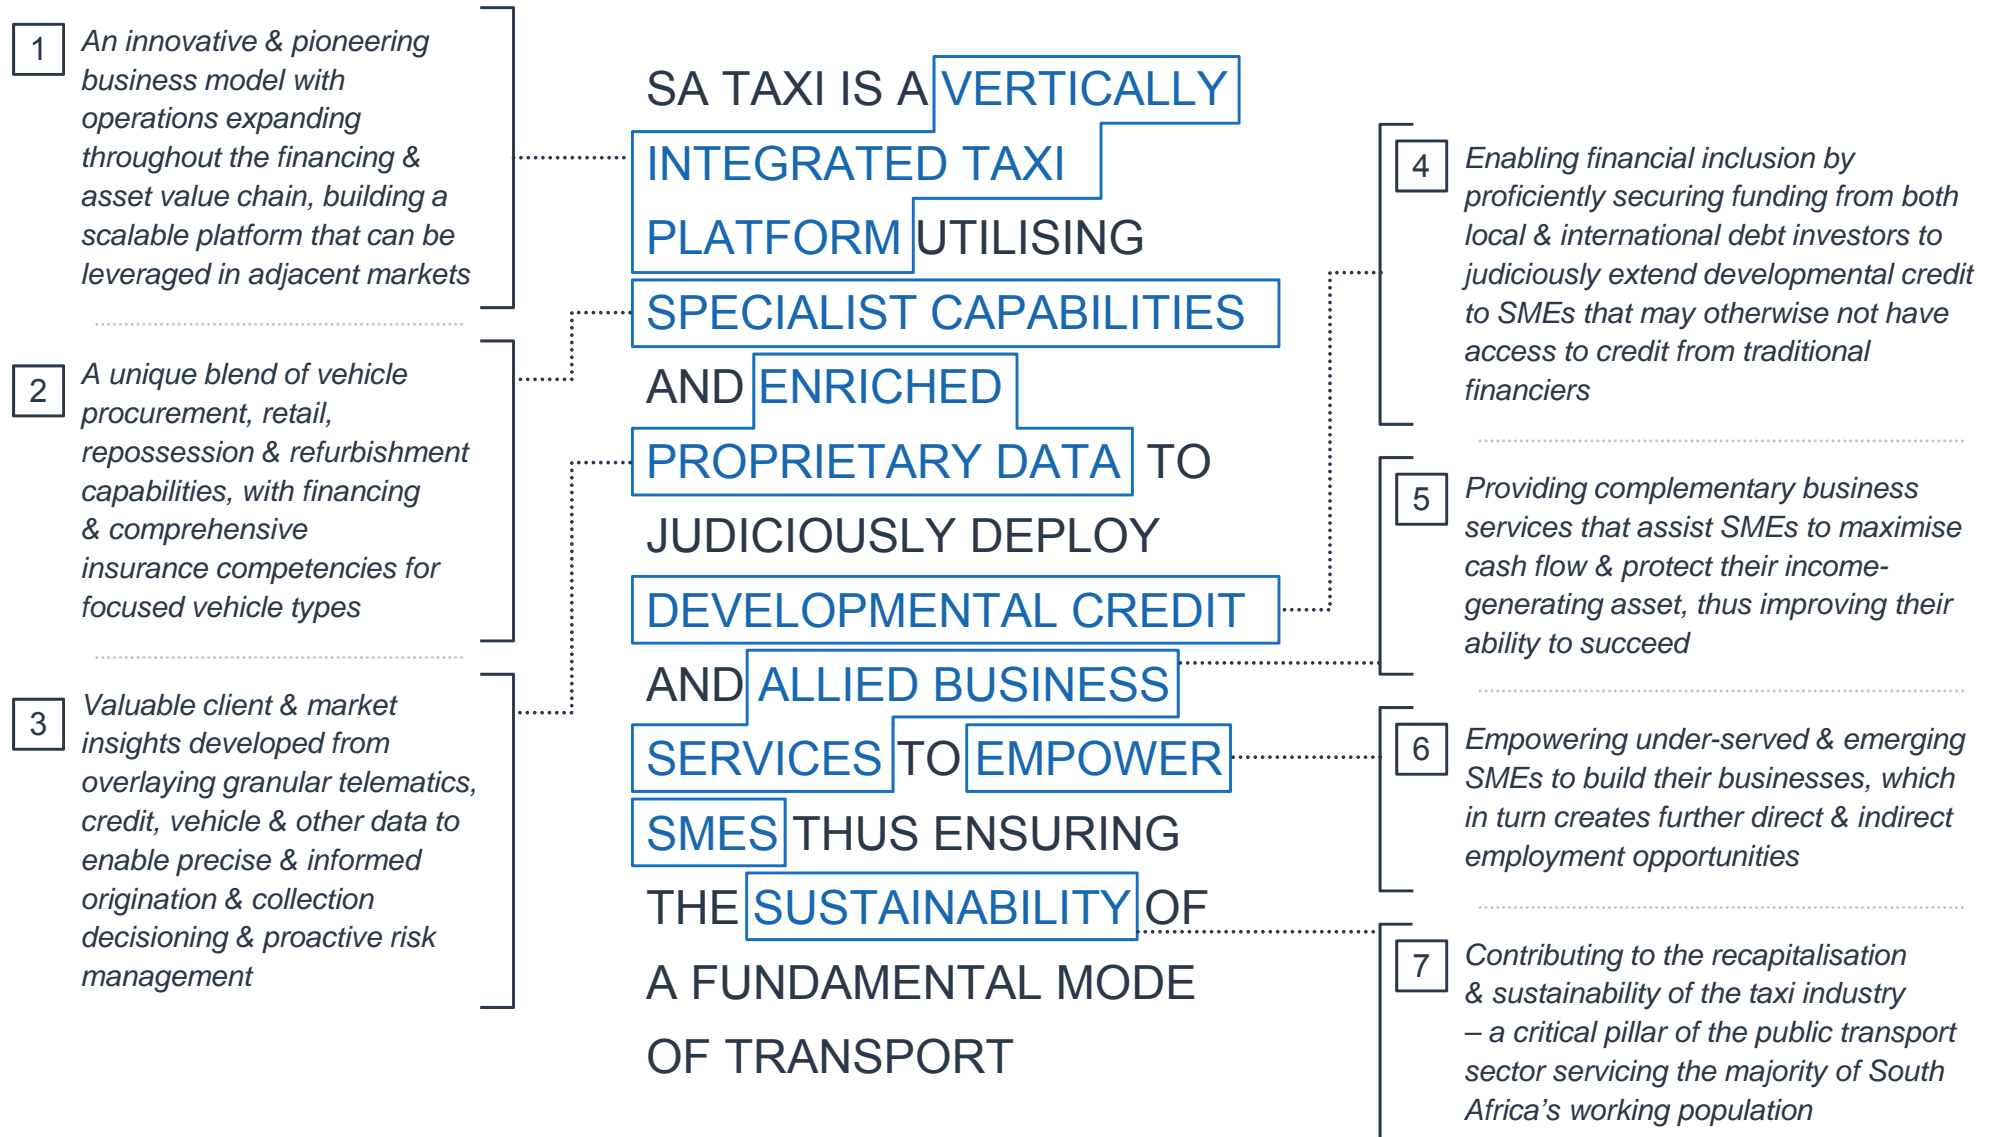 1
An innovative & pioneering
business model with
operations expanding
throughout the financing &
asset value chain, building a
scalable platform that can be
leveraged in adjacent markets
2
A unique blend of vehicle
procurement, retail,
repossession & refurbishment
capabilities, with financing
& comprehensive
insurance competencies for
focused vehicle types
3
Valuable client & market
insights developed from
overlaying granular telematics,
credit, vehicle & other data to
enable precise & informed
origination & collection
decisioning & proactive risk
management
SA TAXI IS A VERTICALLY
INTEGRATED TAXI
PLATFORM UTILISING
SPECIALIST CAPABILITIES
AND ENRICHED
PROPRIETARY DATA TO
JUDICIOUSLY DEPLOY
DEVELOPMENTAL CREDIT
AND ALLIED BUSINESS
SERVICES TO EMPOWER
SMES THUS ENSURING
THE SUSTAINABILITY OF
A FUNDAMENTAL MODE
OF TRANSPORT
4
Enabling financial inclusion by
proficiently securing funding from both
local & international debt investors to
judiciously extend developmental credit
to SMEs that may otherwise not have
access to credit from traditional
financiers
5
Providing complementary business
services that assist SMEs to maximise
cash flow & protect their income-
generating asset, thus improving their
ability to succeed
6
Empowering under-served & emerging
SMEs to build their businesses, which
in turn creates further direct & indirect
employment opportunities
7
Contributing to the recapitalisation
& sustainability of the taxi industry
– a critical pillar of the public transport
sector servicing the majority of South
Africa’s working population